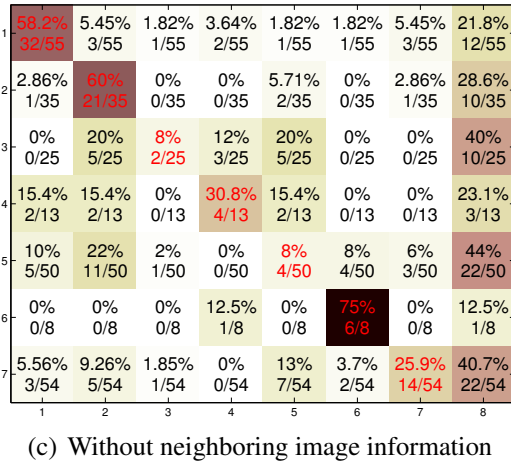 58.2% 5.45% 1.82% 3.64% 1.82% 1.82% 5.45% 21.8%
1
32/55 3/55 1/55 2/55 1/55 1/55 3/55 12/55
2.86% 60% 0% 0% 5.71% 0% 2.86% 28.6%
2
1/35 21/35 0/35 0/35 2/35 0/35 1/35 10/35
0% 20% 8% 12% 20% 0% 0% 40%
3
0/25 5/25 2/25 3/25 5/25 0/25 0/25 10/25
15.4% 15.4% 0% 30.8% 15.4% 0% 0% 23.1%
4
2/13 2/13 0/13 4/13 2/13 0/13 0/13 3/13
10% 22% 2% 0% 8% 8% 6% 44%
5
5/50 11/50 1/50 0/50 4/50 4/50 3/50 22/50
0% 0% 0% 12.5% 0% 75% 0% 12.5%
6
0/8 0/8 0/8 1/8 0/8 6/8 0/8 1/8
5.56% 9.26% 1.85% 0% 13% 3.7% 25.9% 40.7%
7
3/54 5/54 1/54 0/54 7/54 2/54 14/54 22/54
1 2 3 4 5 6 7 8
(c) Without neighboring image information